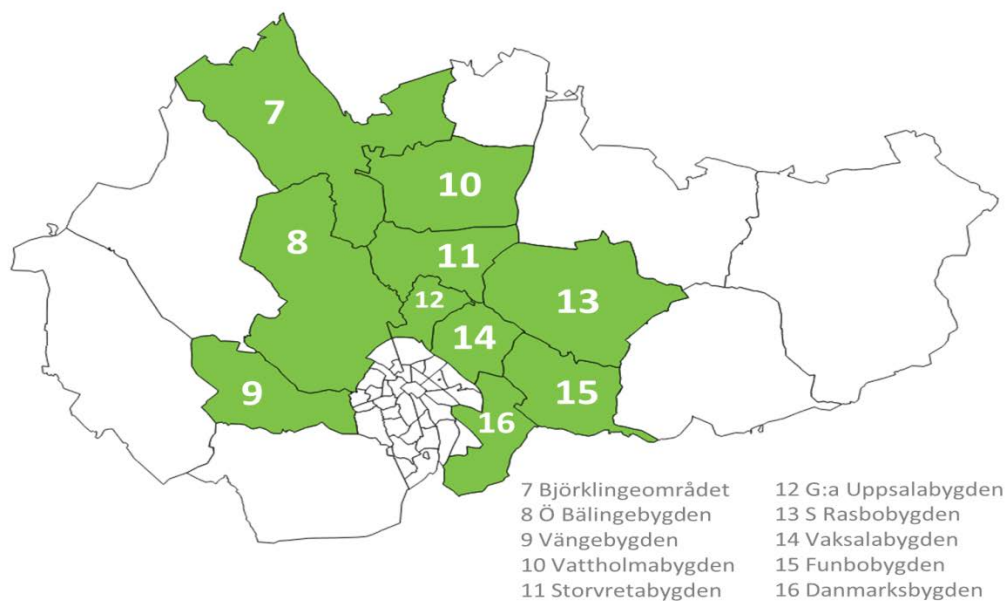 7
10
8
11
12
13
14
9
15
16
7 Björklingeområdet
8 Ö Bälingebygden
9 Vängebygden
10 Vattholmabygden
11 Storvretabygden
12 G:a Uppsalabygden
13 S Rasbobygden
14 Vaksalabygden
15 Funbobygden
16 Danmarksbygden